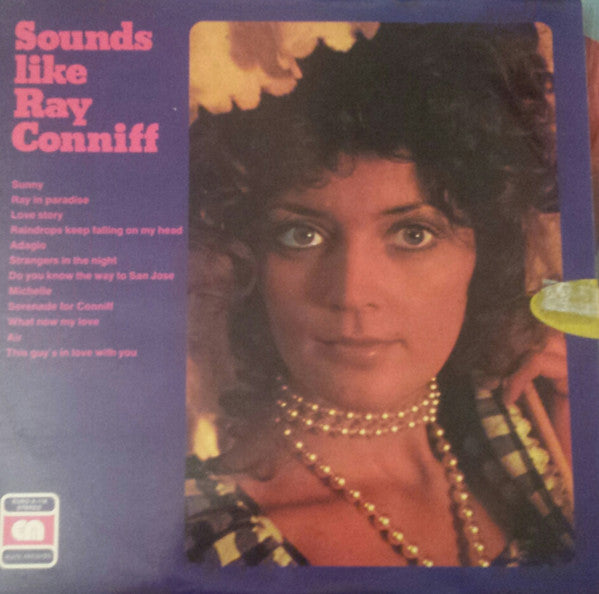 Sounds
like
Ray
Conniff
Sunny
Ray in paradise
Love story
Raindrops keep falling on my head
Adagio
Strangers in the night
Do you know the way to San Jose
Michelle
Serenade for Conniff
What now my love
Air
This guy's in love with you
STEREO